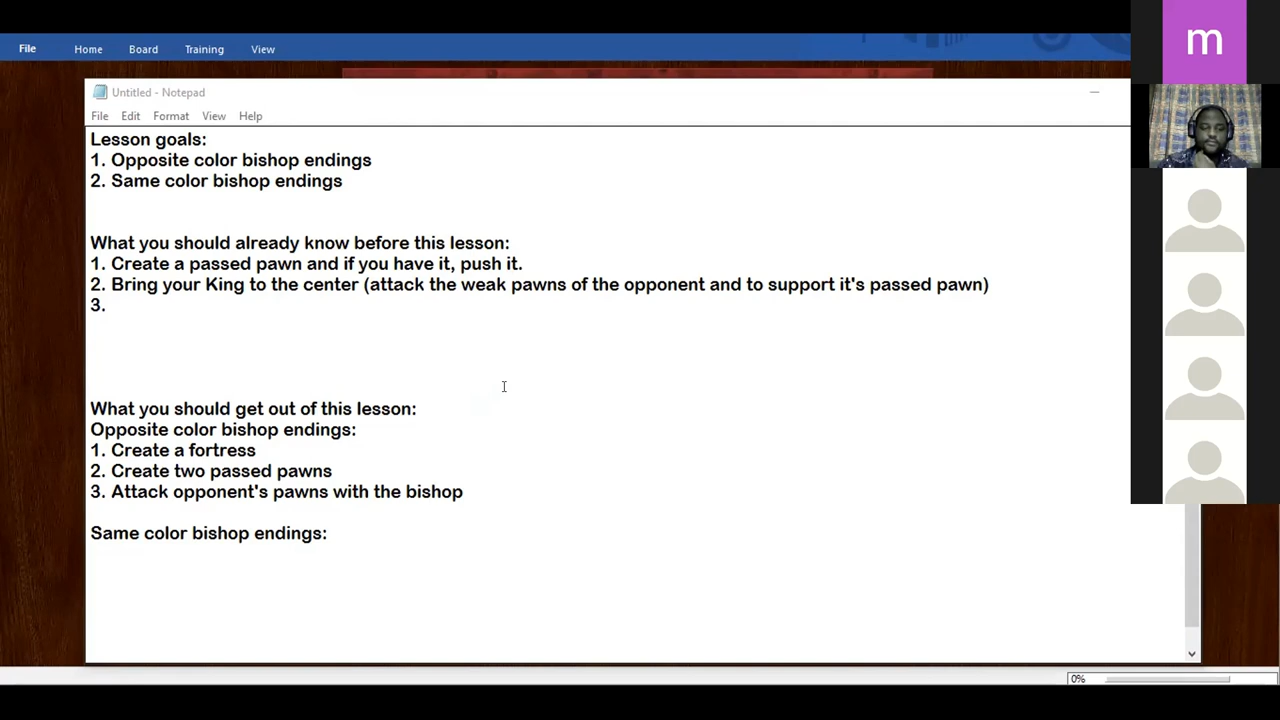 File Home Board Training View
m
Untitled - Notepad
File Edit Format View Help
Lesson goals:
1. Opposite color bishop endings
2. Same color bishop endings
What you should already know before this lesson:
1. Create a passed pawn and if you have it, push it.
2. Bring your King to the center (attack the weak pawns of the opponent and to support it's passed pawn)
3.
What you should get out of this lesson:
Opposite color bishop endings:
1. Create a fortress
2. Create two passed pawns
3. Attack opponent's pawns with the bishop
Same color bishop endings:
0%